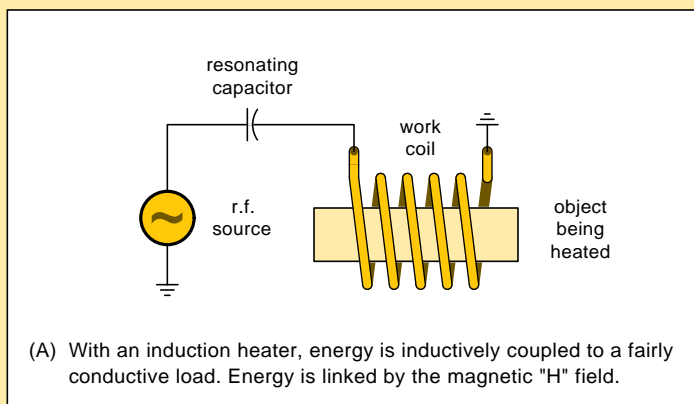 resonating
capacitor
work
coil
r.f.
source
object
being
heated
(A) With an induction heater, energy is inductively coupled to a fairly
conductive load. Energy is linked by the magnetic "H" field.